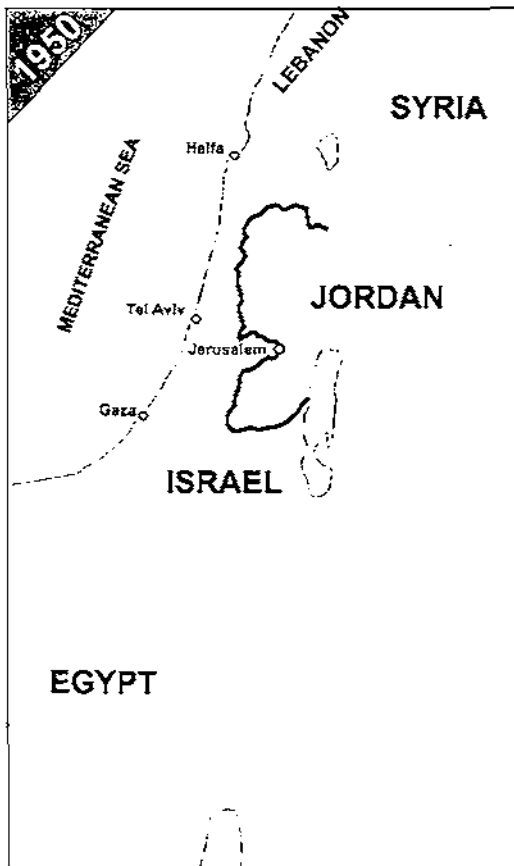 1950
LEBANON
SYRIA
Haifa
MEDITERRANEAN SEA
JORDAN
Tel Aviv
Jerusalem
Gaza
ISRAEL
EGYPT